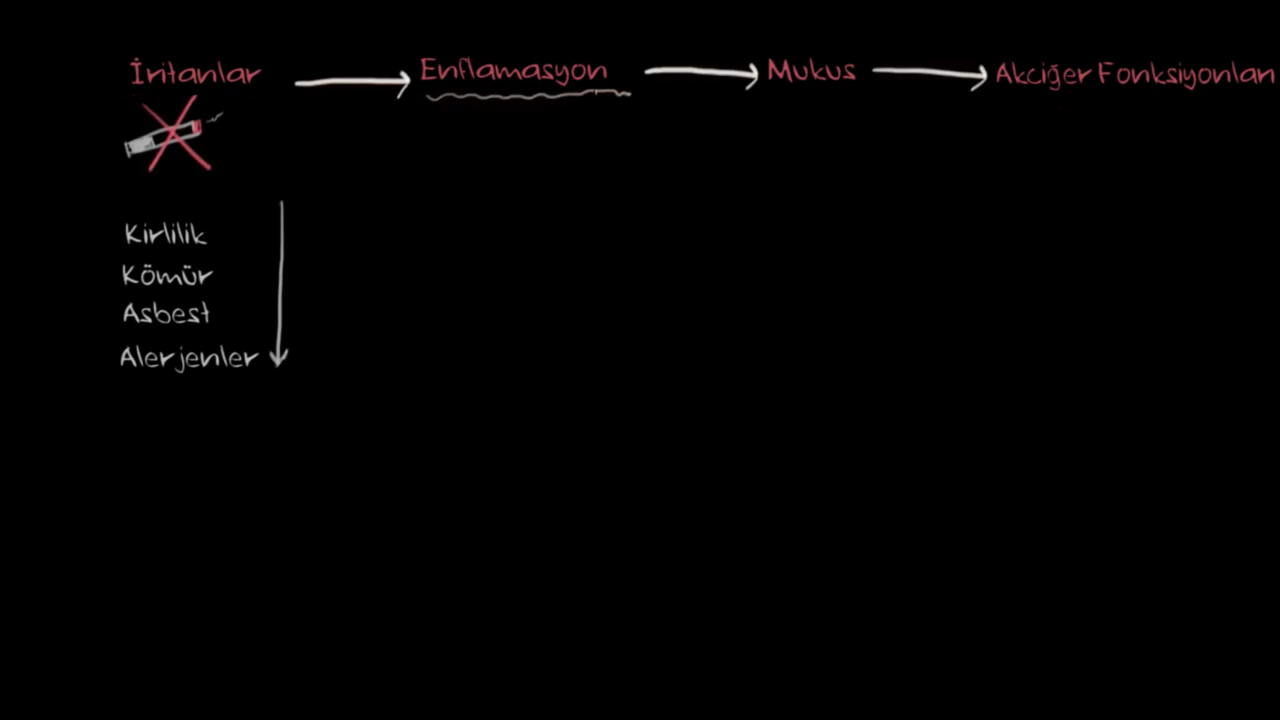 İritanlar Enflamasyon Mukus Akciğer Fonksiyonları
Kirlilik
Kömür
Asbest
Alerjenler